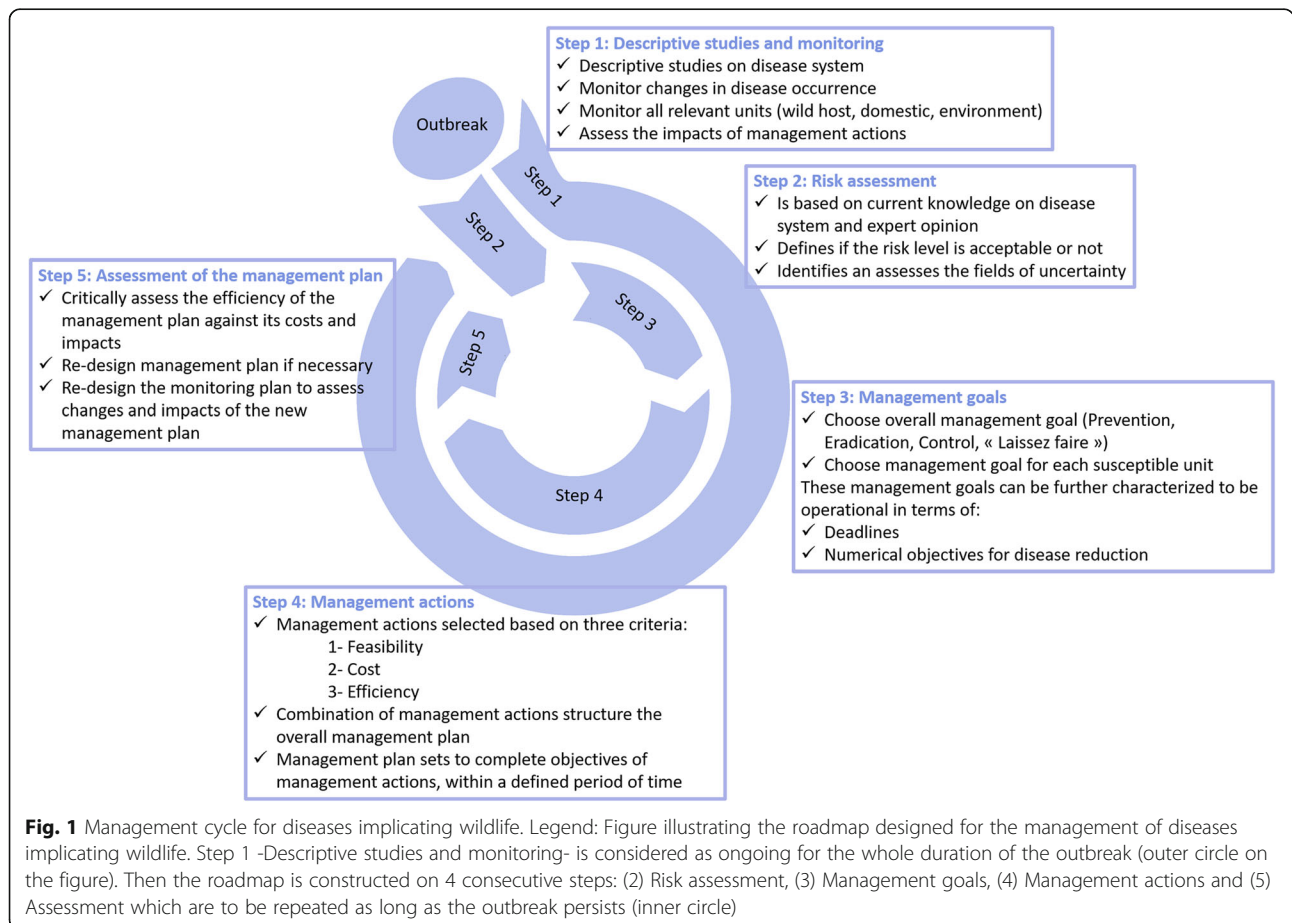 Step 1: Descriptive studies and monitoring
✓ Descriptive studies on disease system
✓ Monitor changes in disease occurrence
✓ Monitor all relevant units (wild host, domestic, environment)
✓ Assess the impacts of management actions
Outbreak
Step 1
Step 2
Step 3
Step 4
Step 5
Step 2: Risk assessment
✓ Is based on current knowledge on disease
system and expert opinion
✓ Defines if the risk level is acceptable or not
✓ Identifies an assesses the fields of uncertainty
Step 5: Assessment of the management plan
✓ Critically assess the efficiency of the
management plan against its costs and
impacts
✓ Re-design management plan if necessary
✓ Re-design the monitoring plan to assess
changes and impacts of the new
management plan
Step 3: Management goals
✓ Choose overall management goal (Prevention,
Eradication, Control, « Laissez faire »)
✓ Choose management goal for each susceptible unit
These management goals can be further characterized to be
operational in terms of:
✓ Deadlines
✓ Numerical objectives for disease reduction
Step 4: Management actions
✓ Management actions selected based on three criteria:
1- Feasibility
2- Cost
3- Efficiency
✓ Combination of management actions structure the
overall management plan
✓ Management plan sets to complete objectives of
management actions, within a defined period of time
Fig. 1 Management cycle for diseases implicating wildlife. Legend: Figure illustrating the roadmap designed for the management of diseases
implicating wildlife. Step 1 -Descriptive studies and monitoring- is considered as ongoing for the whole duration of the outbreak (outer circle on
the figure). Then the roadmap is constructed on 4 consecutive steps: (2) Risk assessment, (3) Management goals, (4) Management actions and (5)
Assessment which are to be repeated as long as the outbreak persists (inner circle)